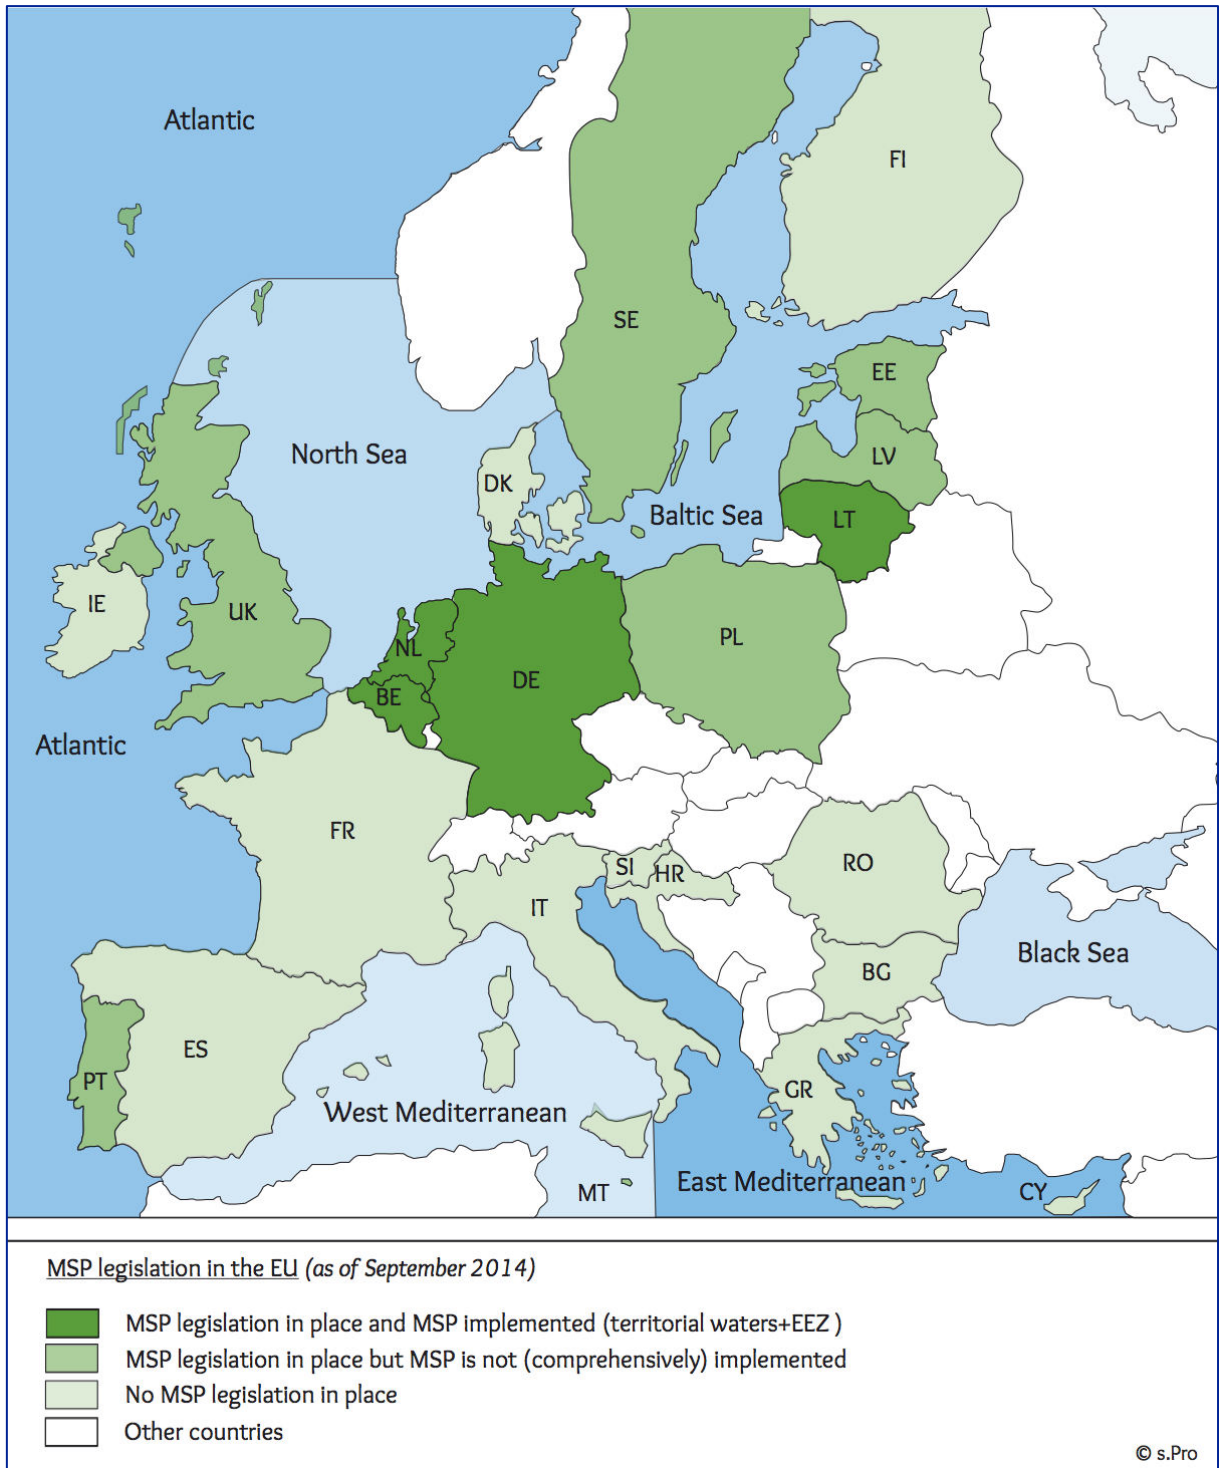 Atlantic
FI
SE
EE
North Sea
LV
DK
Baltic Sea
LT
IE
UK
PL
NL
DE
BE
Atlantic
FR
RO
SI
HR
IT
Black Sea
BG
ES
PT
GR
West Mediterranean
East Mediterranean
MT
CY
MSP legislation in the EU (as of September 2014)
MSP legislation in place and MSP implemented (territorial waters+EEZ )
MSP legislation in place but MSP is not (comprehensively) implemented
No MSP legislation in place
Other countries
© s.Pro